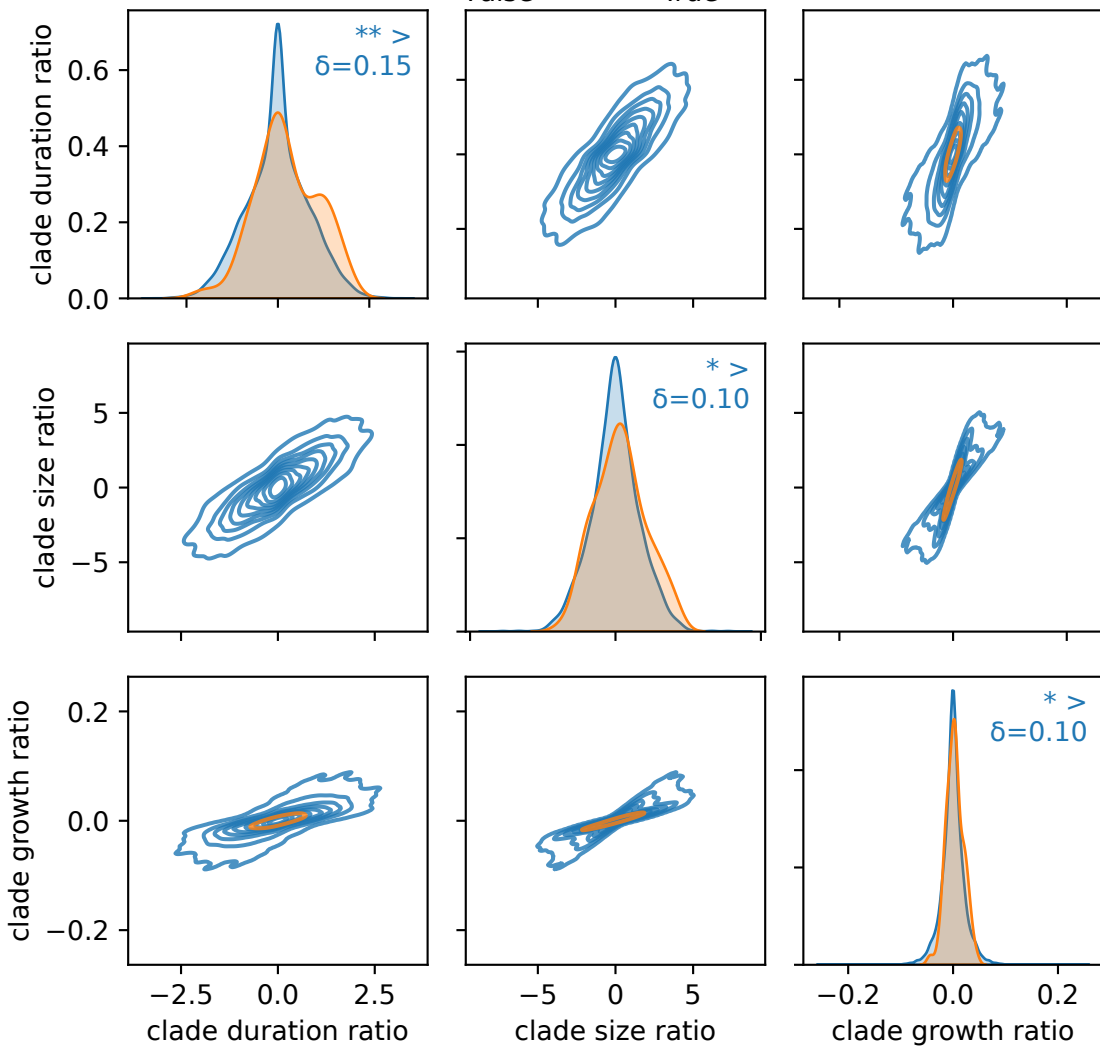 ** >
δ=0.15
clade duration ratio
0.6
0.4
0.2
0.0
* >
δ=0.10
clade size ratio
5
0
−5
* >
δ=0.10
clade growth ratio
0.2
0.0
−0.2
−2.5 0.0 2.5
−5 0 5
−0.2 0.0 0.2
clade duration ratio
clade size ratio
clade growth ratio